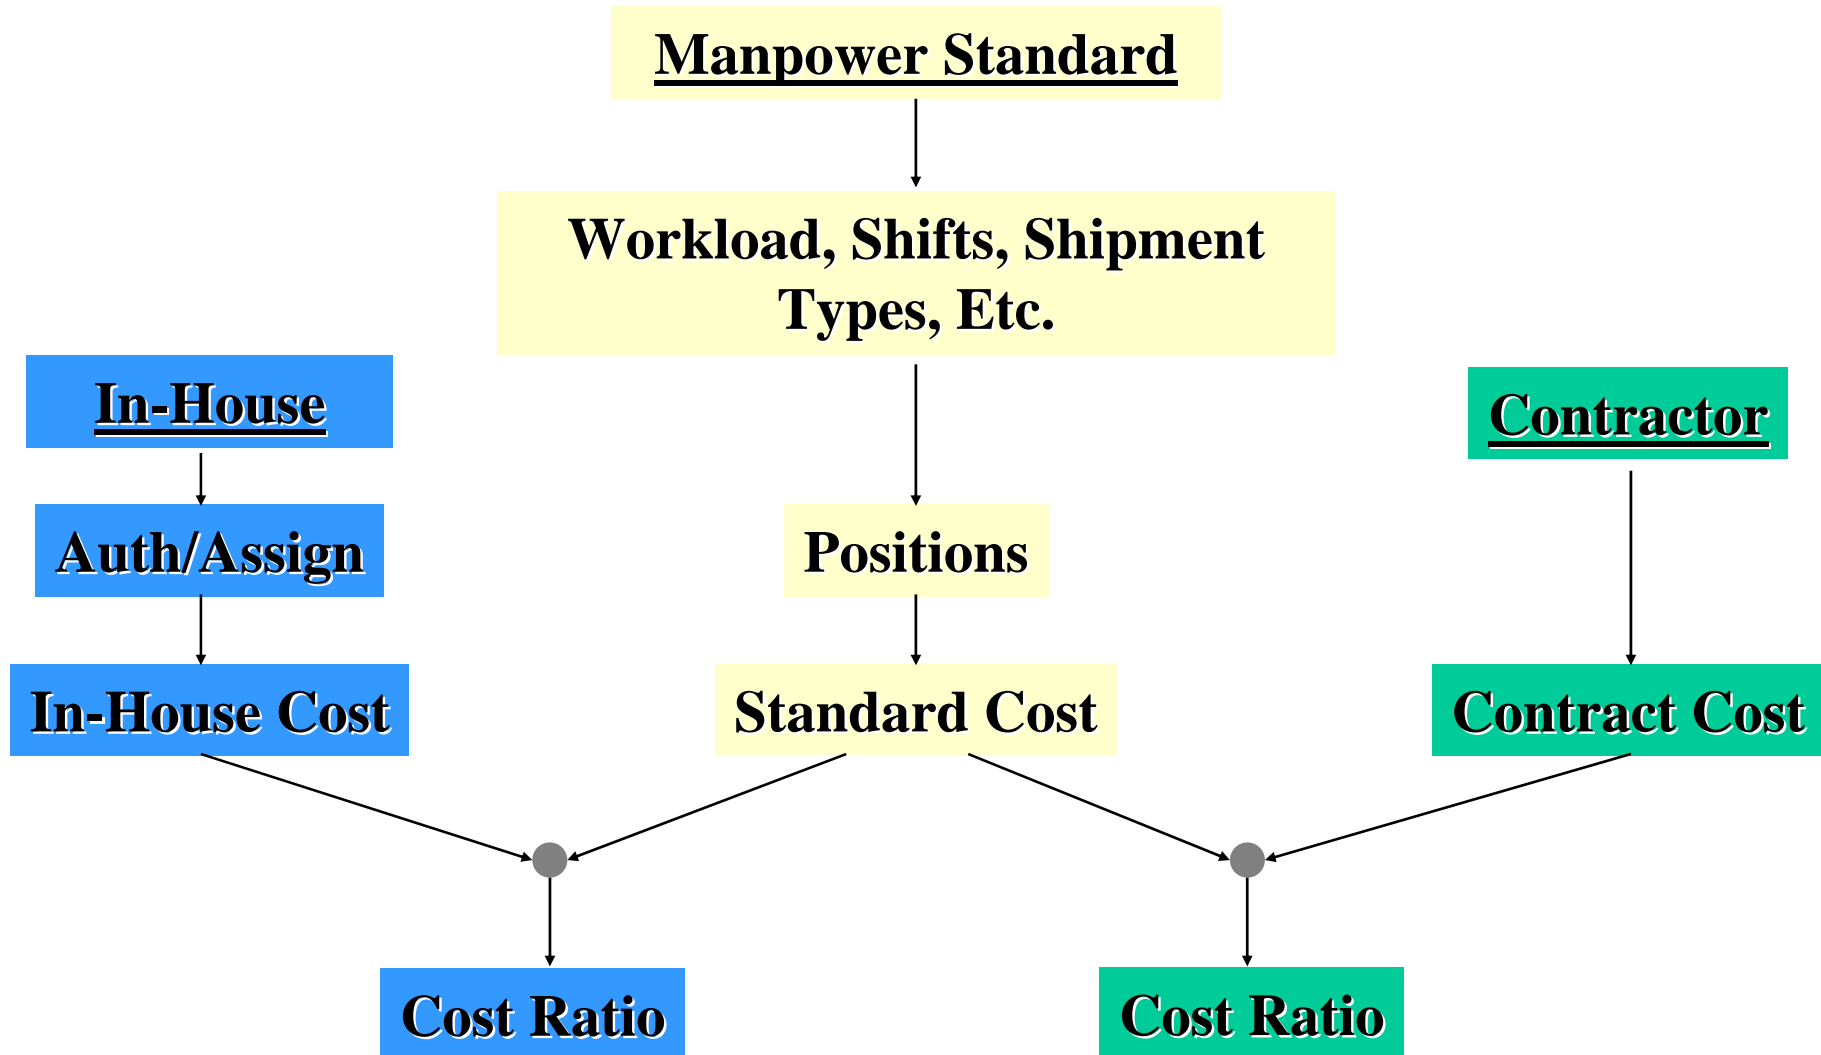 Manpower Standard
Workload, Shifts, Shipment
Types, Etc.
In-House
Contractor
Auth/Assign
Positions
In-House Cost
Standard Cost
Contract Cost
Cost Ratio
Cost Ratio